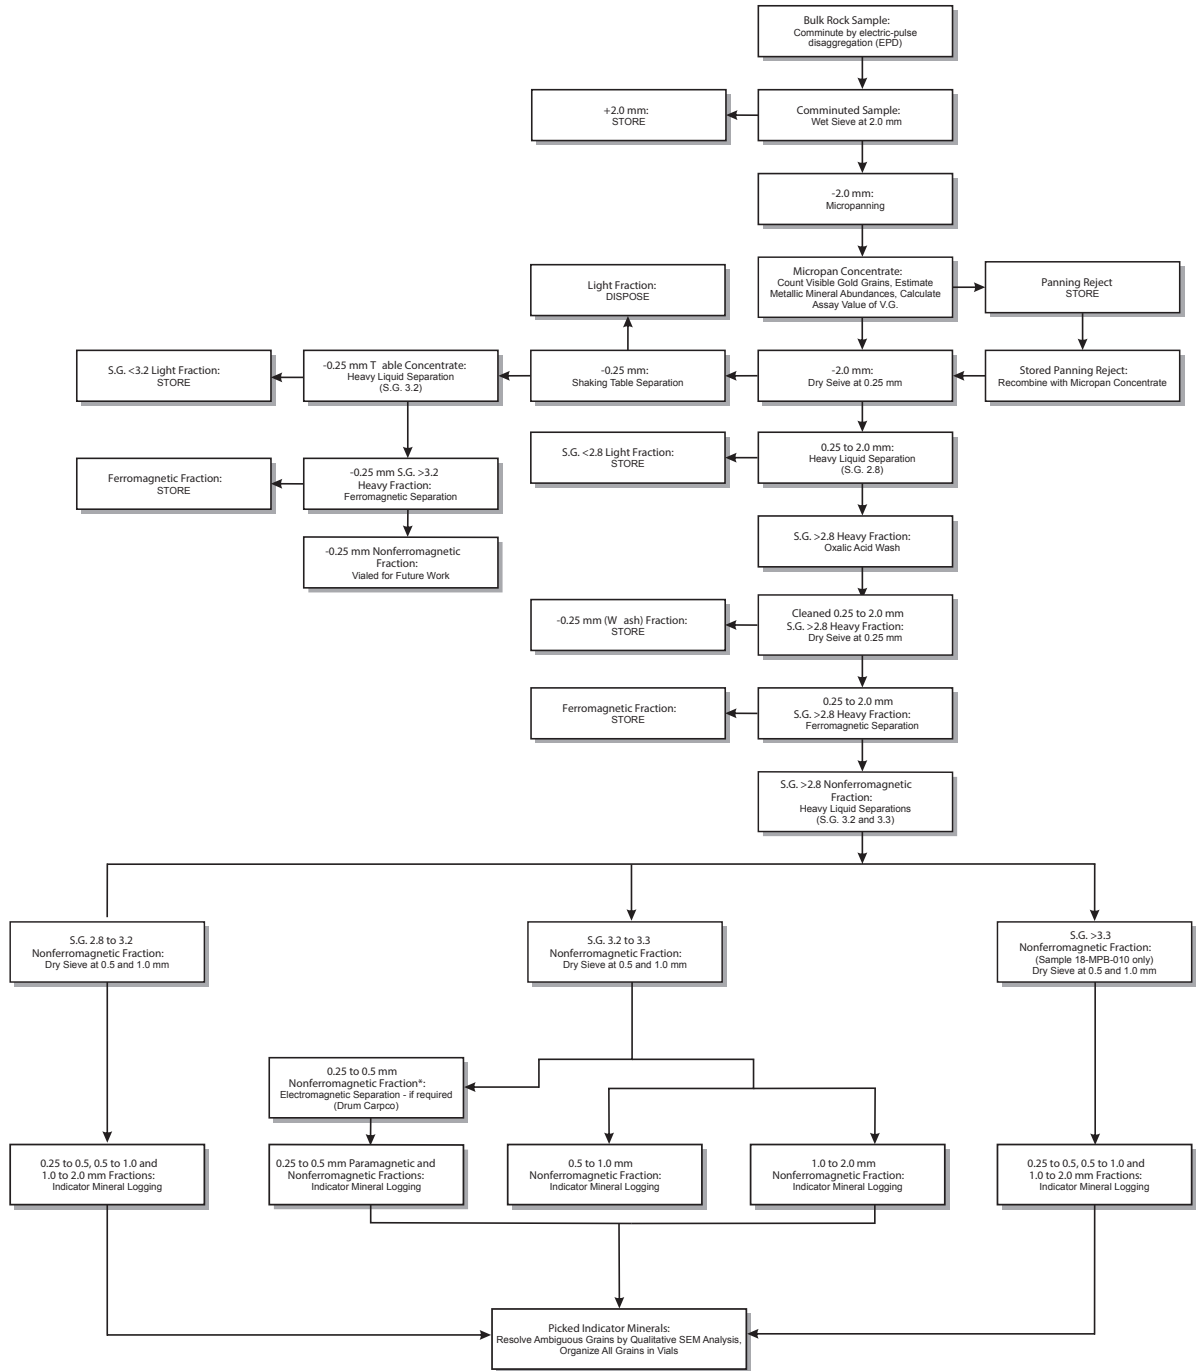 Bulk Rock Sample:
Comminute by electric-pulse
disaggregation (EPD)
+2.0 mm:
STORE
Comminuted Sample:
Wet Sieve at 2.0 mm
-2.0 mm:
Micropanning
Light Fraction:
DISPOSE
Micropan Concentrate:
Count Visible Gold Grains, Estimate
Metallic Mineral Abundances, Calculate
Assay Value of V.G.
Panning Reject
STORE
S.G. <3.2 Light Fraction:
STORE
-0.25 mm T able Concentrate:
Heavy Liquid Separation
(S.G. 3.2)
-0.25 mm:
Shaking Table Separation
-2.0 mm:
Dry Seive at 0.25 mm
Stored Panning Reject:
Recombine with Micropan Concentrate
S.G. <2.8 Light Fraction:
STORE
0.25 to 2.0 mm:
Heavy Liquid Separation
(S.G. 2.8)
Ferromagnetic Fraction:
STORE
-0.25 mm S.G. >3.2
Heavy Fraction:
Ferromagnetic Separation
S.G. >2.8 Heavy Fraction:
Oxalic Acid Wash
-0.25 mm Nonferromagnetic
Fraction:
Vialed for Future Work
-0.25 mm (W ash) Fraction:
STORE
Cleaned 0.25 to 2.0 mm
S.G. >2.8 Heavy Fraction:
Dry Seive at 0.25 mm
Ferromagnetic Fraction:
STORE
0.25 to 2.0 mm
S.G. >2.8 Heavy Fraction:
Ferromagnetic Separation
S.G. >2.8 Nonferromagnetic
Fraction:
Heavy Liquid Separations
(S.G. 3.2 and 3.3)
S.G. 2.8 to 3.2
Nonferromagnetic Fraction:
Dry Sieve at 0.5 and 1.0 mm
S.G. 3.2 to 3.3
Nonferromagnetic Fraction:
Dry Sieve at 0.5 and 1.0 mm
S.G. >3.3
Nonferromagnetic Fraction:
(Sample 18-MPB-010 only)
Dry Sieve at 0.5 and 1.0 mm
0.25 to 0.5 mm
Nonferromagnetic Fraction*:
Electromagnetic Separation - if required
(Drum Carpco)
0.25 to 0.5, 0.5 to 1.0 and
1.0 to 2.0 mm Fractions:
Indicator Mineral Logging
0.25 to 0.5 mm Paramagnetic and
Nonferromagnetic Fractions:
Indicator Mineral Logging
0.5 to 1.0 mm
Nonferromagnetic Fraction:
Indicator Mineral Logging
1.0 to 2.0 mm
Nonferromagnetic Fraction:
Indicator Mineral Logging
0.25 to 0.5, 0.5 to 1.0 and
1.0 to 2.0 mm Fractions:
Indicator Mineral Logging
Picked Indicator Minerals:
Resolve Ambiguous Grains by Qualitative SEM Analysis,
Organize All Grains in Vials